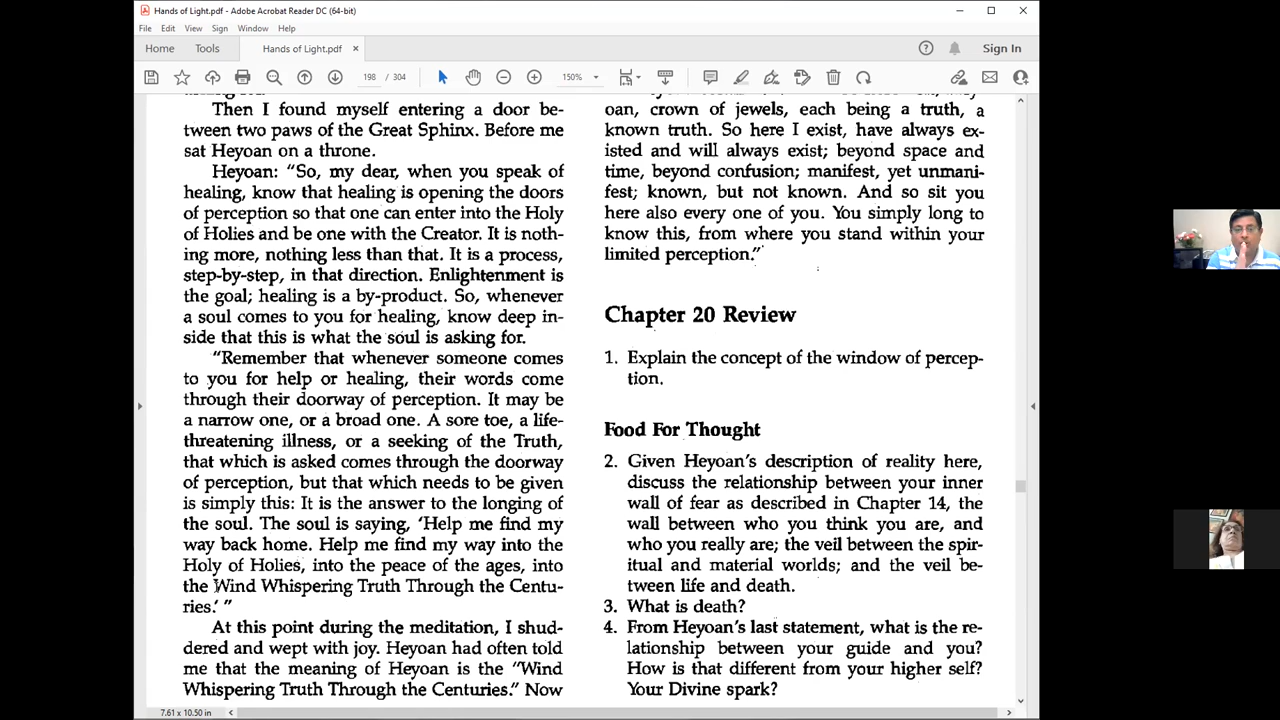 Hands of Light.pdf - Adobe Acrobat Reader DC (64-bit)
File Edit View Sign Window Help
Home Tools Hands of Light.pdf × Sign In
198 / 304 150%
Then I found myself entering a door be-
tween two paws of the Great Sphinx. Before me
sat Heyoan on a throne.
Heyoan: “So, my dear, when you speak of
healing, know that healing is opening the doors
of perception so that one can enter into the Holy
of Holies and be one with the Creator. It is noth-
ing more, nothing less than that. It is a process,
step-by-step, in that direction. Enlightenment is
the goal; healing is a by-product. So, whenever
a soul comes to you for healing, know deep in-
side that this is what the soul is asking for.
“Remember that whenever someone comes
to you for help or healing, their words come
through their doorway of perception. It may be
a narrow one, or a broad one. A sore toe, a life-
threatening illness, or a seeking of the Truth,
that which is asked comes through the doorway
of perception, but that which needs to be given
is simply this: It is the answer to the longing of
the soul. The soul is saying, ‘Help me find my
way back home. Help me find my way into the
Holy of Holies, into the peace of the ages, into
the Wind Whispering Truth Through the Centu-
ries.’ ”
At this point during the meditation, I shud-
dered and wept with joy. Heyoan had often told
me that the meaning of Heyoan is the “Wind
Whispering Truth Through the Centuries.” Now
oan, crown of jewels, each being a truth, a
known truth. So here I exist, have always ex-
isted and will always exist; beyond space and
time, beyond confusion; manifest, yet unmani-
fest; known, but not known. And so sit you
here also every one of you. You simply long to
know this, from where you stand within your
limited perception.”
Chapter 20 Review
1. Explain the concept of the window of percep-
tion.
Food For Thought
2. Given Heyoan’s description of reality here,
discuss the relationship between your inner
wall of fear as described in Chapter 14, the
wall between who you think you are, and
who you really are; the veil between the spir-
itual and material worlds; and the veil be-
tween life and death.
3. What is death?
4. From Heyoan’s last statement, what is the re-
lationship between your guide and you?
How is that different from your higher self?
Your Divine spark?
7.61 x 10.50 in